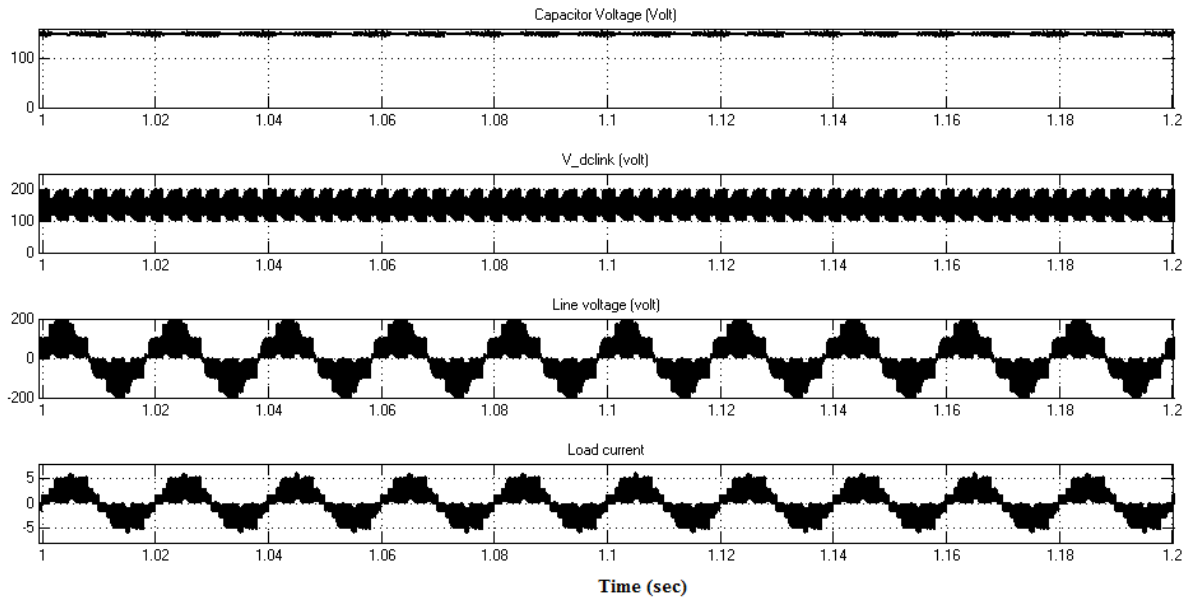 Capacitor Voltage (Volt)
100
0
1 1.02 1.04 1.06 1.08 1.1 1.12 1.14 1.16 1.18 1.2
V_dclink (volt)
200
100
0
1 1.02 1.04 1.06 1.08 1.1 1.12 1.14 1.16 1.18 1.2
Line voltage (volt)
200
0
-200
1 1.02 1.04 1.06 1.08 1.1 1.12 1.14 1.16 1.18 1.2
Load current
5
0
-5
1 1.02 1.04 1.06 1.08 1.1 1.12 1.14 1.16 1.18 1.2
Time (sec)